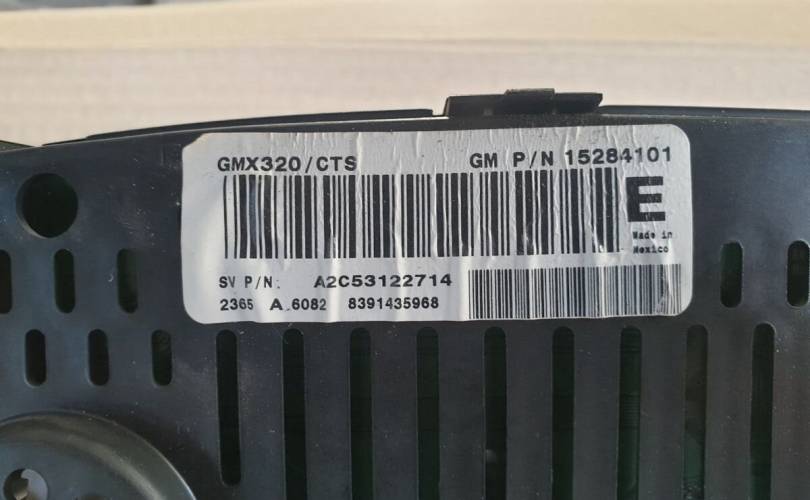 GMX320/CTS GM P/N 15284101
E
Made in
Mexico
SV P/N: A2C53122714
2365 A 6082 8391435968